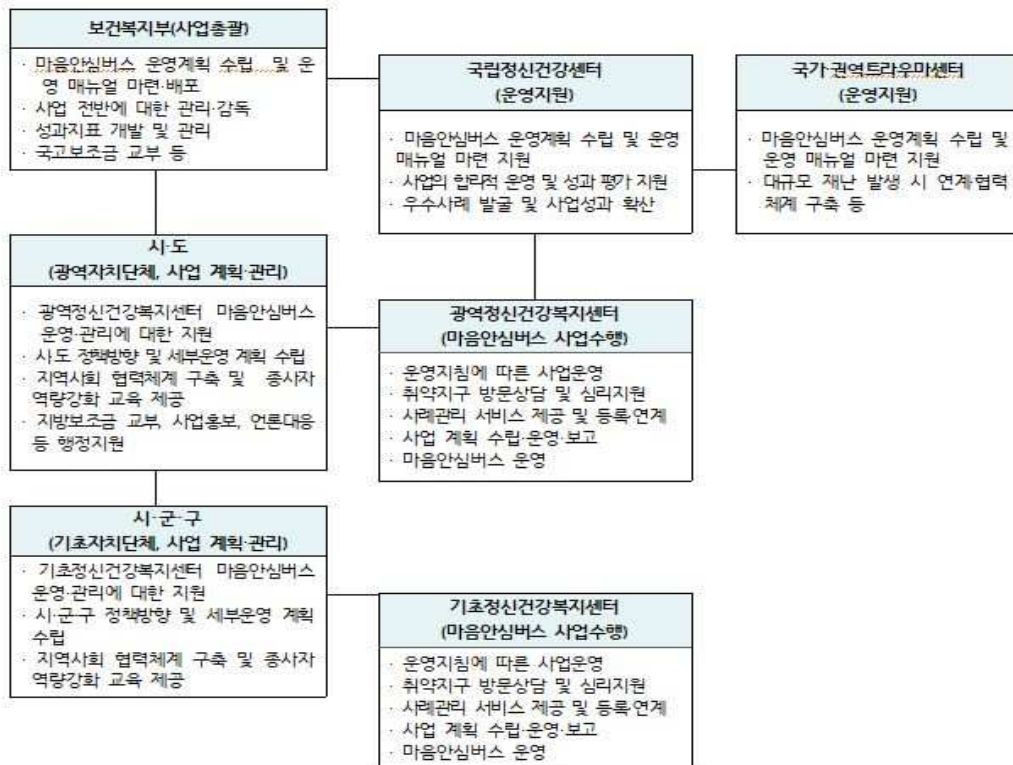 보건복지부(사업총괄)
· 마음안심버스 운영계획 수립 및 운
영 매뉴얼 마련·배포
· 사업 전반에 대한 관리·감독
· 성과지표 개발 및 관리
· 국고보조금 교부 등
국립정신건강센터
(운영지원)
· 마음안심버스 운영계획 수립 및 운영
매뉴얼 마련 지원
· 사업의 합리적 운영 및 성과 평가 지원
· 우수사례 발굴 및 사업성과 확산
국가·권역트라우마센터
(운영지원)
· 마음안심버스 운영계획 수립 및
운영 매뉴얼 마련 지원
· 대규모 재난 발생 시 연계·협력
체계 구축 등
시·도
(광역자치단체, 사업 계획·관리)
· 광역정신건강복지센터 마음안심버스
운영·관리에 대한 지원
· 시·도 정책방향 및 세부운영 계획 수립
· 지역사회 협력체계 구축 및 종사자
역량강화 교육 제공
· 지방보조금 교부, 사업홍보, 언론대응
등 행정지원
광역정신건강복지센터
(마음안심버스 사업수행)
· 운영지침에 따른 사업운영
· 취약지구 방문상담 및 심리지원
· 사례관리 서비스 제공 및 등록·연계
· 사업 계획 수립·운영·보고
· 마음안심버스 운영
시·군·구
(기초자치단체, 사업 계획·관리)
· 기초정신건강복지센터 마음안심버스
운영·관리에 대한 지원
· 시·군·구 정책방향 및 세부운영 계획
수립
· 지역사회 협력체계 구축 및 종사자
역량강화 교육 제공
기초정신건강복지센터
(마음안심버스 사업수행)
· 운영지침에 따른 사업운영
· 취약지구 방문상담 및 심리지원
· 사례관리 서비스 제공 및 등록·연계
· 사업 계획 수립·운영·보고
· 마음안심버스 운영